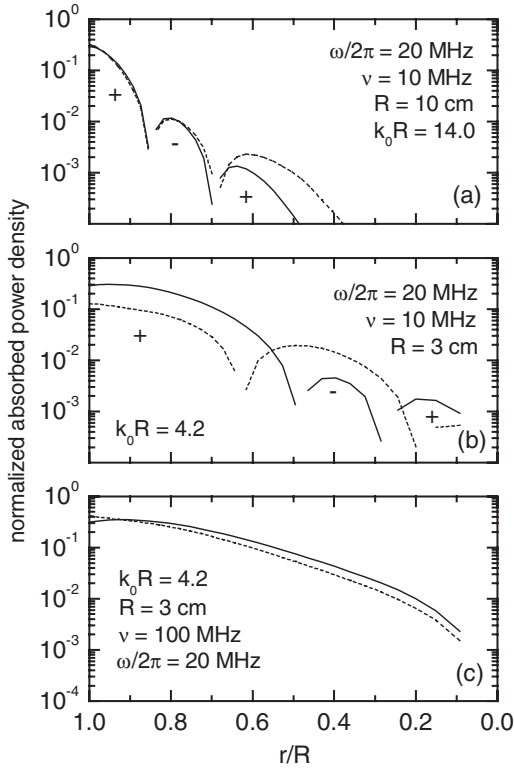 normalized absorbed power density
10^0
10^-1
10^-2
10^-3
+
-
+
ω/2π = 20 MHz
ν = 10 MHz
R = 10 cm
k_0R = 14.0
(a)
10^0
10^-1
10^-2
10^-3
+
-
+
ω/2π = 20 MHz
ν = 10 MHz
R = 3 cm
k_0R = 4.2
(b)
10^0
10^-1
10^-2
10^-3
10^-4
k_0R = 4.2
R = 3 cm
ν = 100 MHz
ω/2π = 20 MHz
(c)
1.0 0.8 0.6 0.4 0.2 0.0
r/R